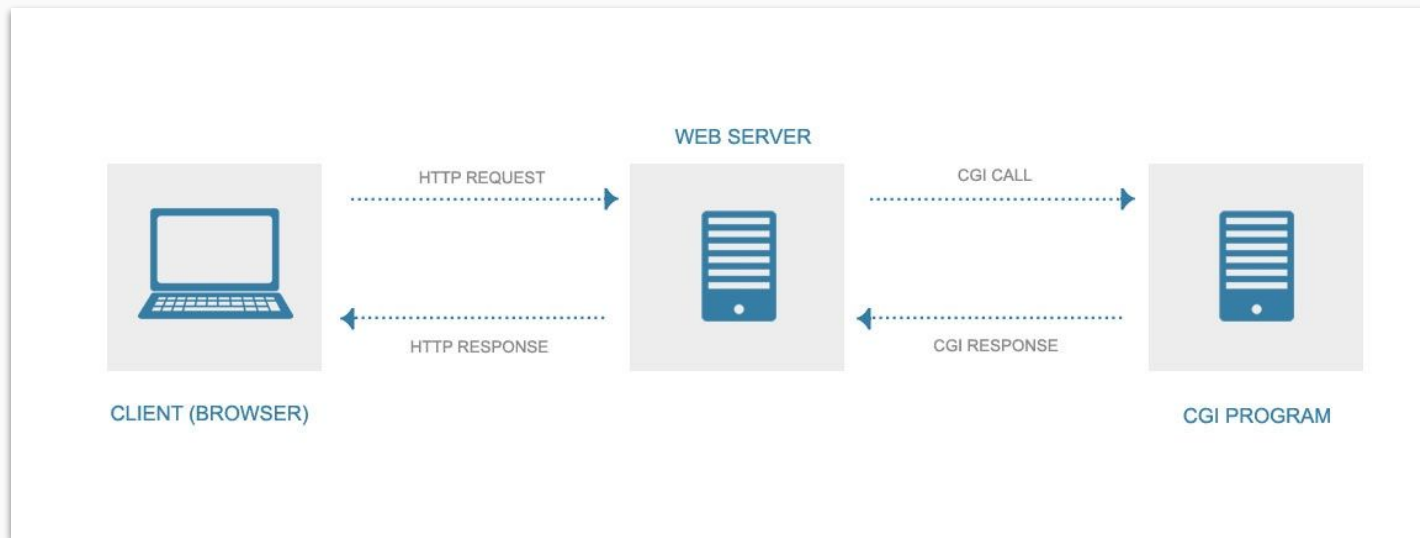 WEB SERVER
HTTP REQUEST
CGI CALL
HTTP RESPONSE
CGI RESPONSE
CLIENT (BROWSER)
CGI PROGRAM